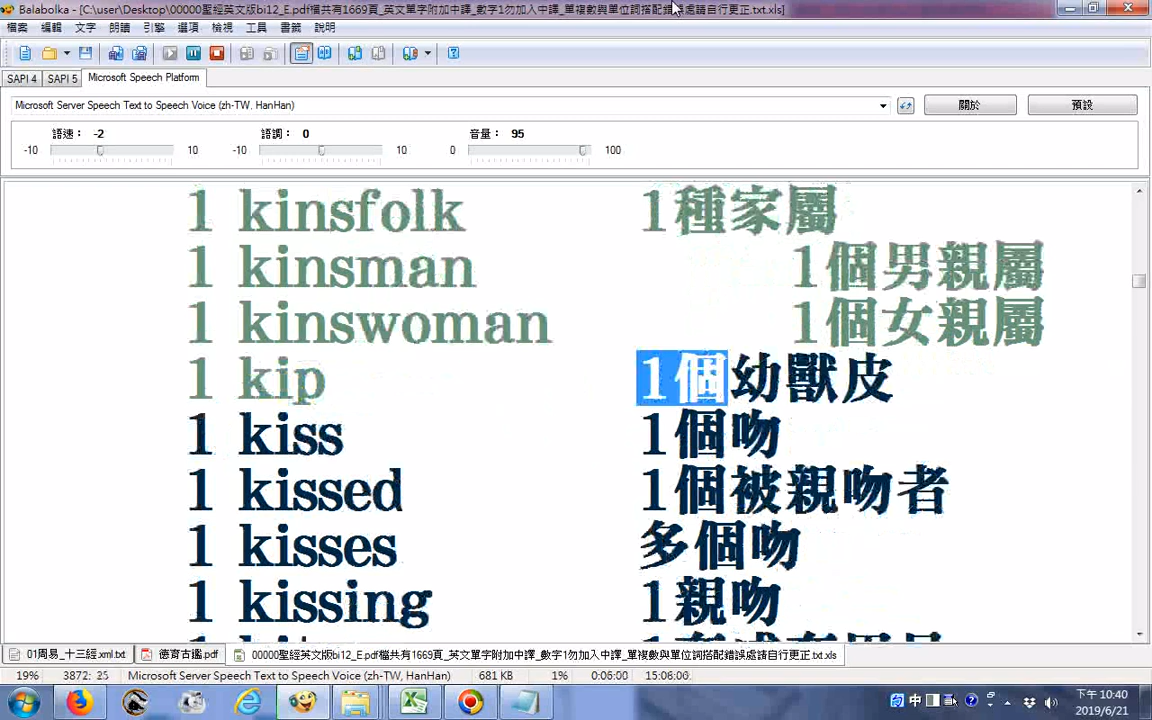 Balabolka - [C:\user\Desktop\00000聖經英文版bi12_E.pdf檔共有1669頁_英文單字附加中譯_數字1勿加入中譯_單複數與單位詞搭配錯誤處請自行更正.txt.xls]
檔案 編輯 文字 朗讀 引擎 選項 搜尋 工具 書籤 說明
SAPI 4 SAPI 5 Microsoft Speech Platform
Microsoft Server Speech Text to Speech Voice (zh-TW, HanHan) 關於 預設
語速： -2 語調： 0 音量： 95
-10 10 -10 10 0 100
1 kinsfolk 1種家屬
1 kinsman 1個男親屬
1 kinswoman 1個女親屬
1 kip 1個幼獸皮
1 kiss 1個吻
1 kissed 1個被親吻者
1 kisses 多個吻
1 kissing 1親吻
01周易_十三經.xml.txt 德育古鑑.pdf 00000聖經英文版bi12_E.pdf檔共有1669頁_英文單字附加中譯_數字1勿加入中譯_單複數與單位詞搭配錯誤處請自行更正.txt.xls
19% 3872: 25 Microsoft Server Speech Text to Speech Voice (zh-TW, HanHan) 681 KB 1% 0:06:00 15:06:00
中 下午 10:40
2019/6/21